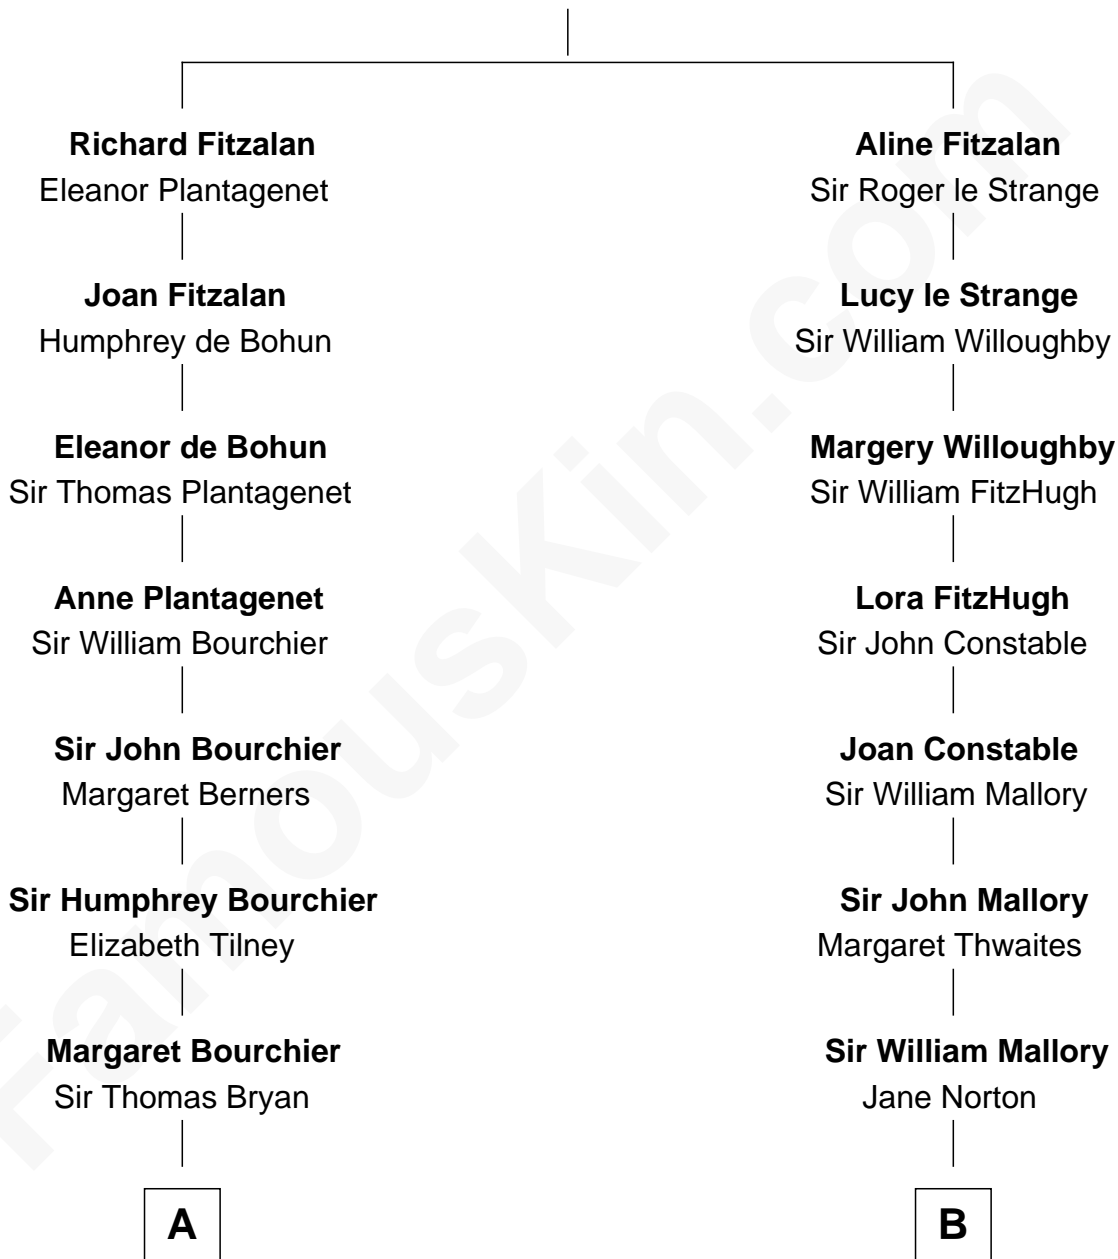 Richard Fitzalan
Eleanor Plantagenet
Joan Fitzalan
Humphrey de Bohun
Eleanor de Bohun
Sir Thomas Plantagenet
Anne Plantagenet
Sir William Bourchier
Sir John Bourchier
Margaret Berners
Sir Humphrey Bourchier
Elizabeth Tilney
Margaret Bourchier
Sir Thomas Bryan
A
Aline Fitzalan
Sir Roger le Strange
Lucy le Strange
Sir William Willoughby
Margery Willoughby
Sir William FitzHugh
Lora FitzHugh
Sir John Constable
Joan Constable
Sir William Mallory
Sir John Mallory
Margaret Thwaites
Sir William Mallory
Jane Norton
B
FamousKin.com